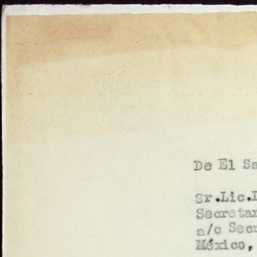 De El Sa
Sr.Lic.I
Secretar
a/c Secr
México,